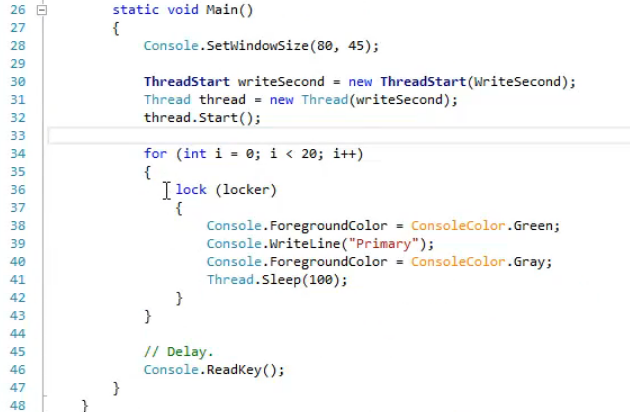 26 static void Main()
27 {
28 Console.SetWindowSize(80, 45);
29
30 ThreadStart writeSecond = new ThreadStart(WriteSecond);
31 Thread thread = new Thread(writeSecond);
32 thread.Start();
33
34 for (int i = 0; i < 20; i++)
35 {
36 lock (locker)
37 {
38 Console.ForegroundColor = ConsoleColor.Green;
39 Console.WriteLine("Primary");
40 Console.ForegroundColor = ConsoleColor.Gray;
41 Thread.Sleep(100);
42 }
43 }
44
45 // Delay.
46 Console.ReadKey();
47 }
48 }